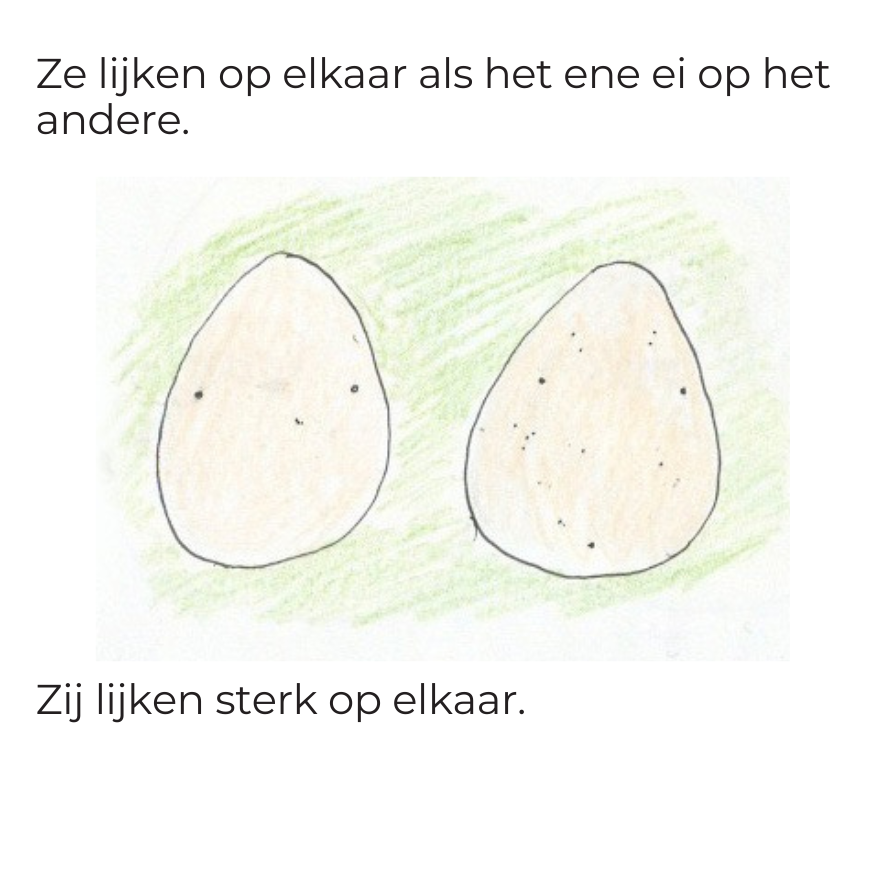 Ze lijken op elkaar als het ene ei op het
andere.
Zij lijken sterk op elkaar.